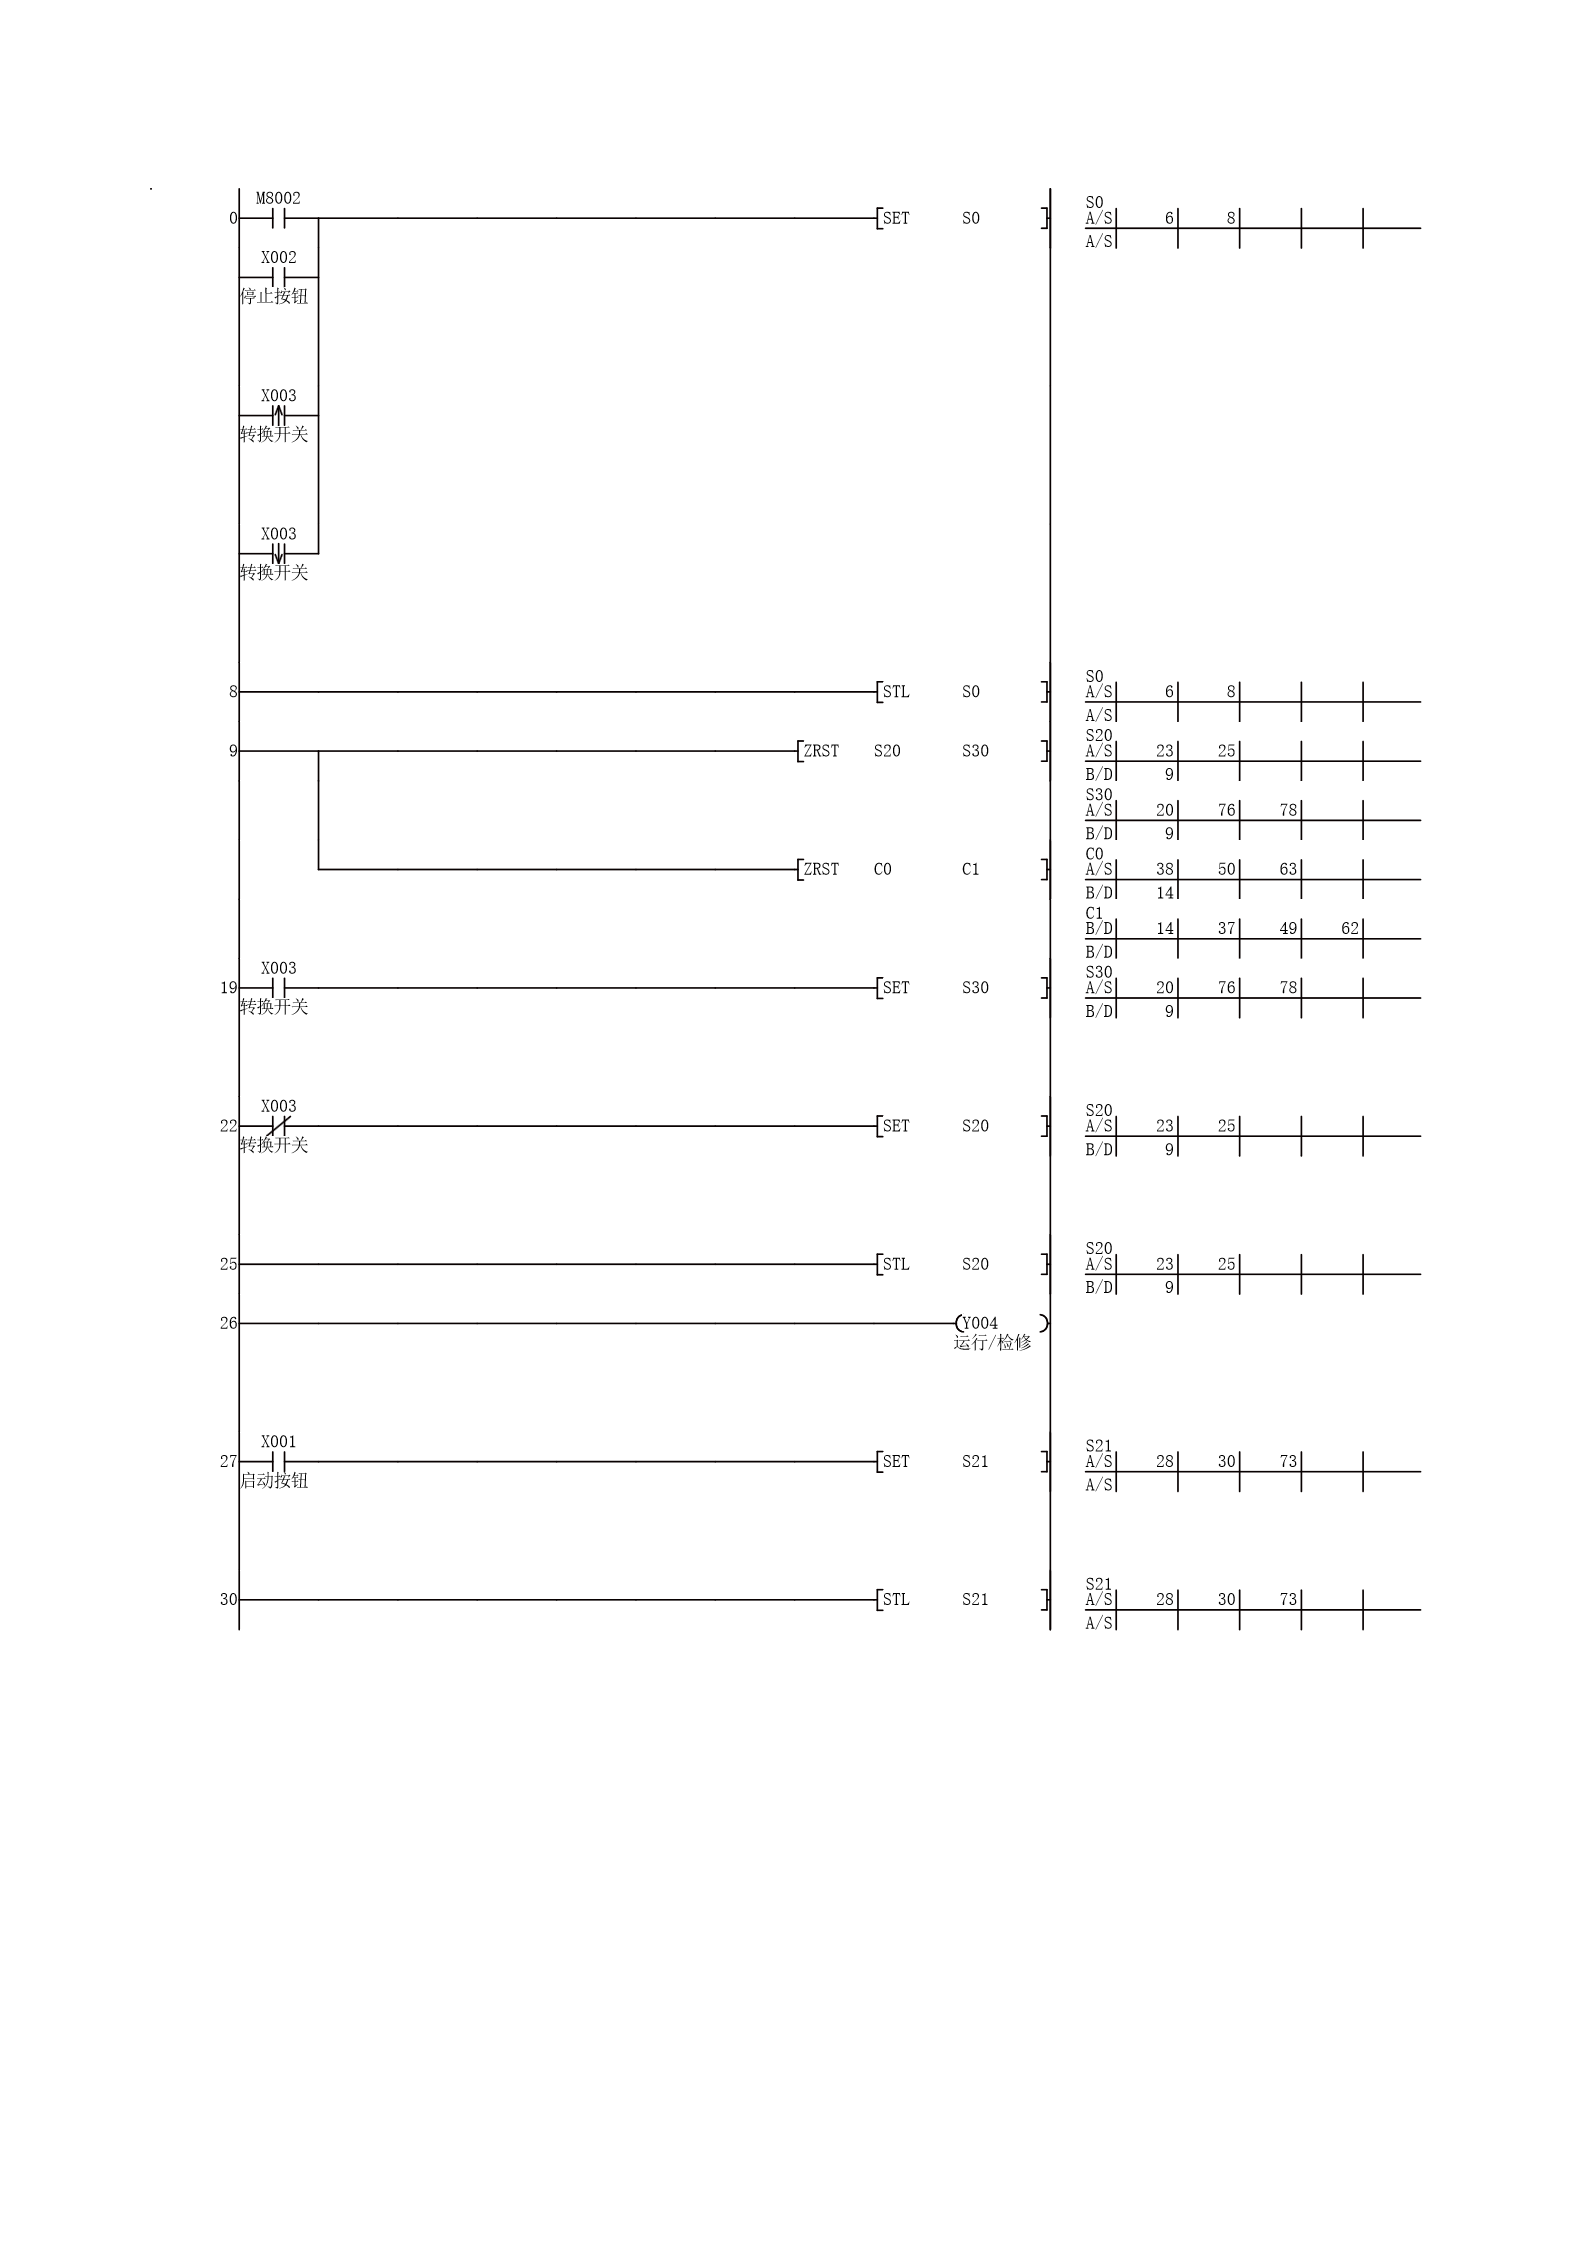 M8002
0 SET S0
S0
A/S 6 8
A/S
X002
停止按钮
X003
转换开关
X003
转换开关
8 STL S0
S0
A/S 6 8
A/S
9 ZRST S20 S30
S20
A/S 23 25
B/D 9
S30
A/S 20 76 78
B/D 9
ZRST C0 C1
C0
A/S 38 50 63
B/D 14
C1
B/D 14 37 49 62
B/D
X003
19 SET S30
转换开关
S30
A/S 20 76 78
B/D 9
X003
22 SET S20
转换开关
S20
A/S 23 25
B/D 9
25 STL S20
S20
A/S 23 25
B/D 9
26 Y004
运行/检修
X001
27 SET S21
启动按钮
S21
A/S 28 30 73
A/S
30 STL S21
S21
A/S 28 30 73
A/S